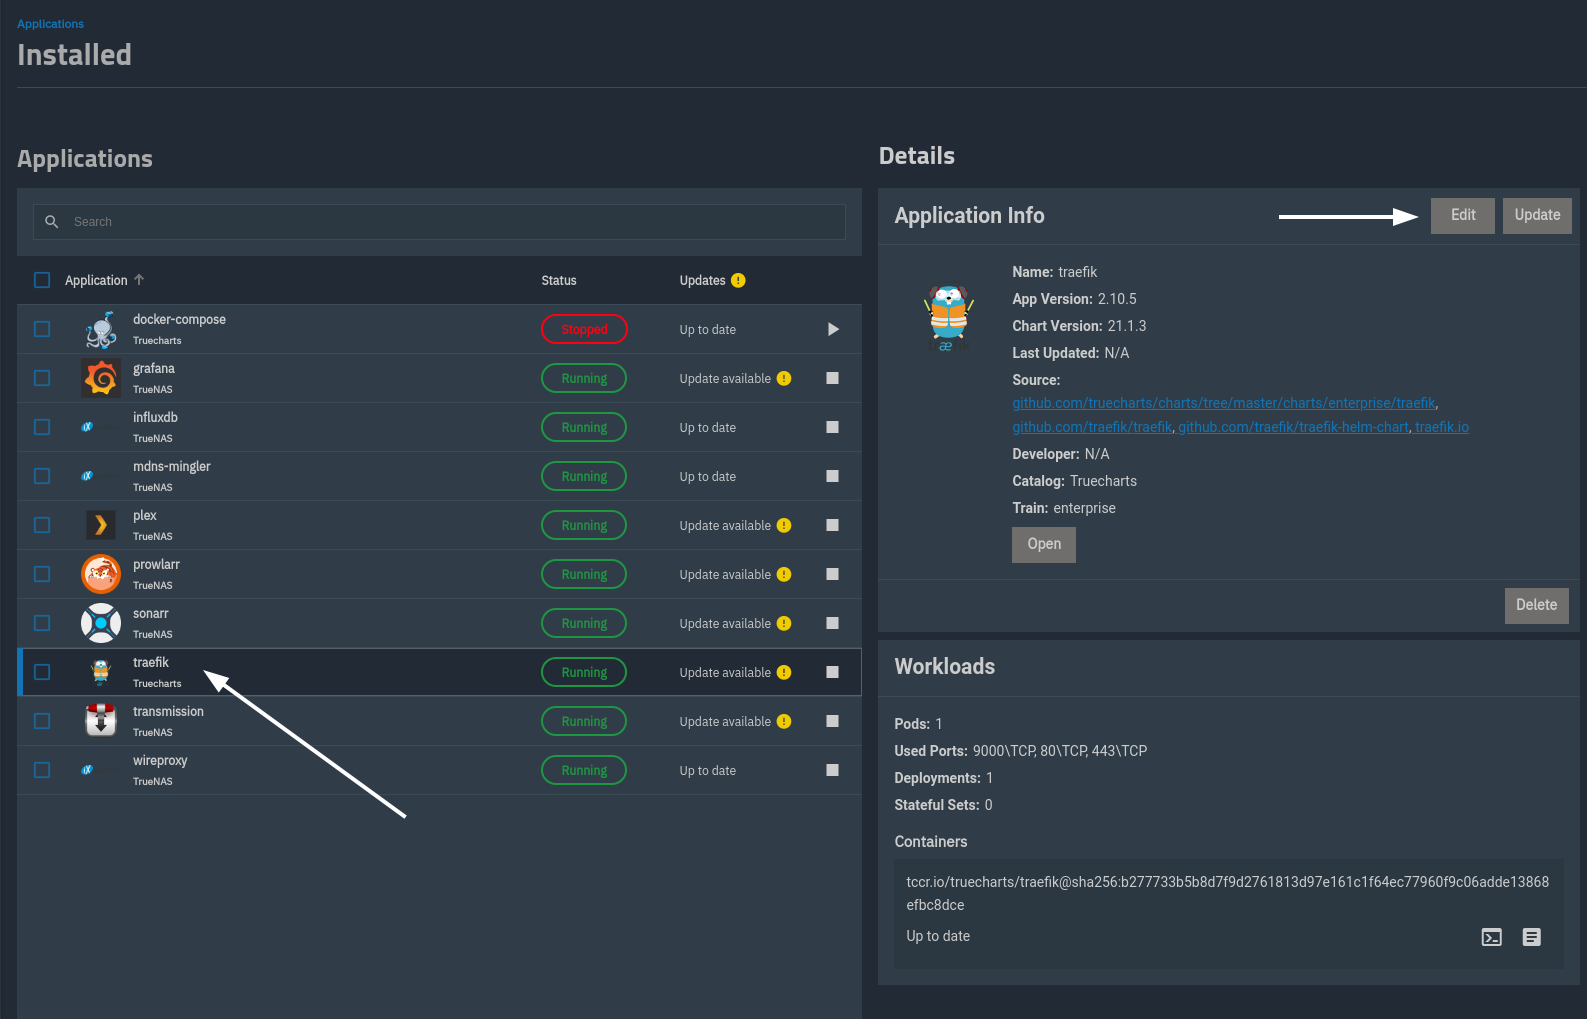 Applications
Installed
Applications
Search
Application Status Updates
docker-compose
Truecharts
Stopped Up to date
grafana
TrueNAS
Running Update available
influxdb
TrueNAS
Running Up to date
mdns-mingler
TrueNAS
Running Up to date
plex
TrueNAS
Running Update available
prowlarr
TrueNAS
Running Update available
sonarr
TrueNAS
Running Update available
traefik
Truecharts
Running Update available
transmission
TrueNAS
Running Update available
wireproxy
TrueNAS
Running Up to date
Details
Application Info Edit Update
Name: traefik
App Version: 2.10.5
Chart Version: 21.1.3
Last Updated: N/A
Source:
github.com/truecharts/charts/tree/master/charts/enterprise/traefik,
github.com/traefik/traefik, github.com/traefik/traefik-helm-chart, traefik.io
Developer: N/A
Catalog: Truecharts
Train: enterprise
Open
Delete
Workloads
Pods: 1
Used Ports: 9000\TCP, 80\TCP, 443\TCP
Deployments: 1
Stateful Sets: 0
Containers
tccr.io/truecharts/traefik@sha256:b277733b5b8d7f9d2761813d97e161c1f64ec77960f9c06adde13868
efbc8dce
Up to date